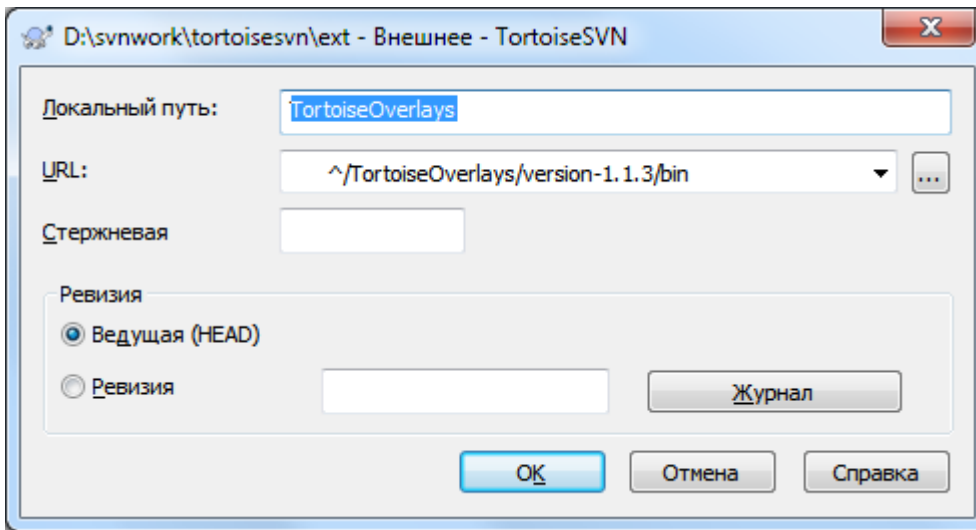 D:\svnwork\tortoisesvn\ext - Внешнее - TortoiseSVN
Локальный путь: TortoiseOverlays
URL: ^/TortoiseOverlays/version-1.1.3/bin ...
Стержневая
Ревизия
Ведущая (HEAD)
Ревизия Журнал
OK Отмена Справка